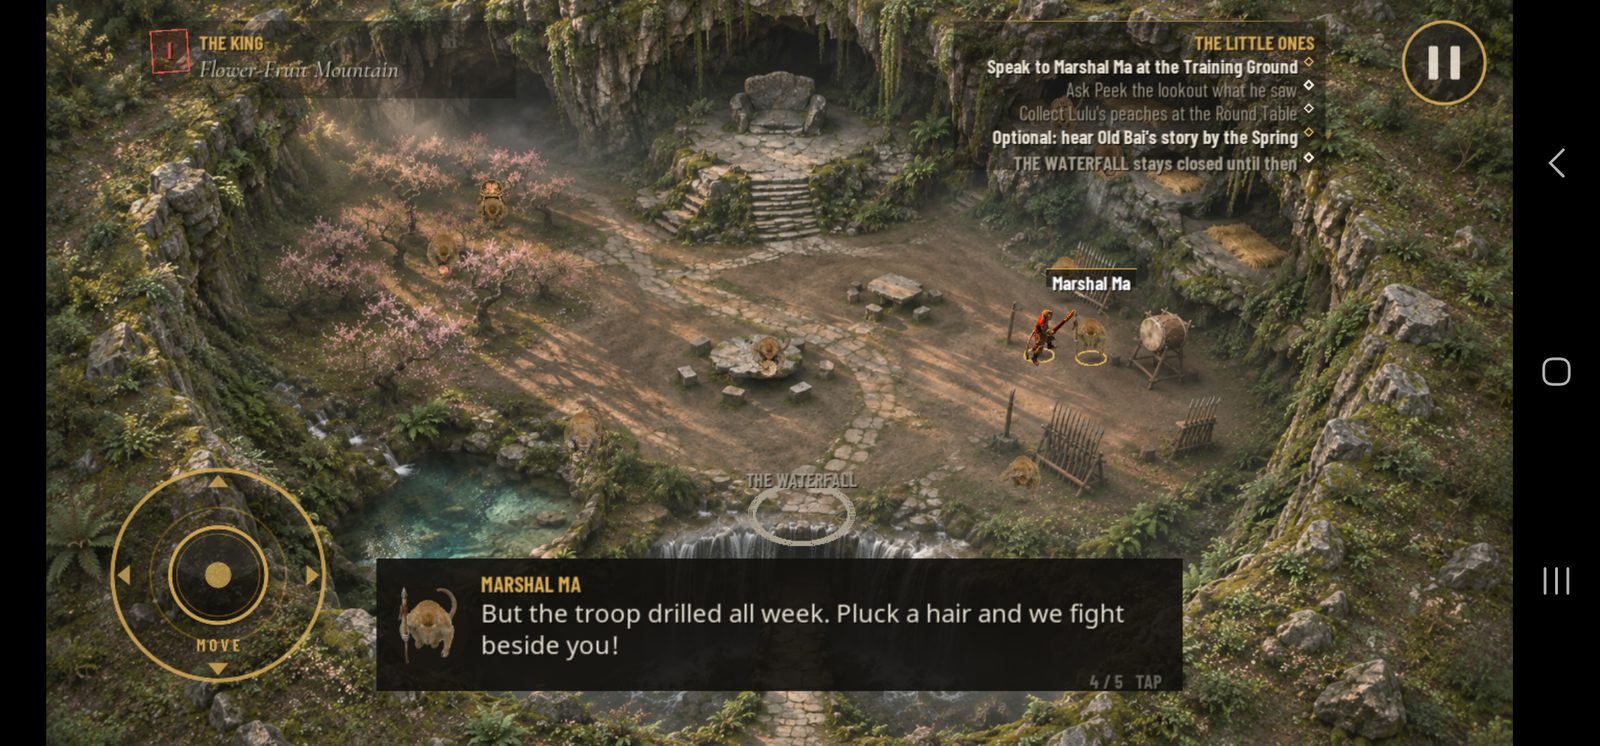 I
THE KING
Flower-Fruit Mountain
THE LITTLE ONES
Speak to Marshal Ma at the Training Ground
Ask Peek the lookout what he saw
Collect Lulu's peaches at the Round Table
Optional: hear Old Bai's story by the Spring
THE WATERFALL stays closed until then
Marshal Ma
THE WATERFALL
MOVE
MARSHAL MA
But the troop drilled all week. Pluck a hair and we fight
beside you!
4 / 5 TAP